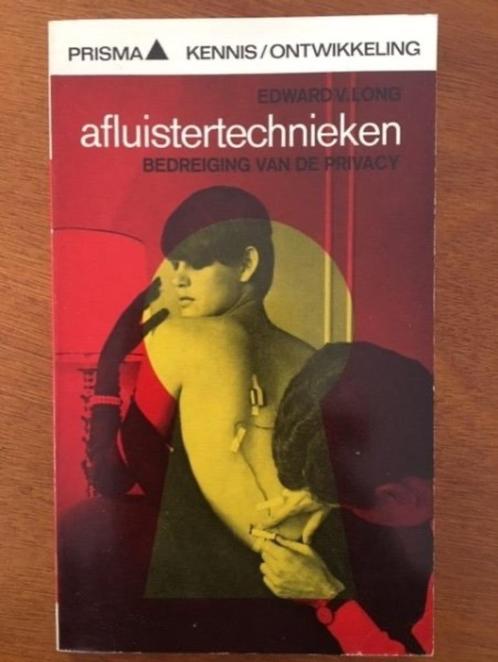 PRISMA KENNIS/ONTWIKKELING
EDWARD V. LONG
afluistertechnieken
BEDREIGING VAN DE PRIVACY